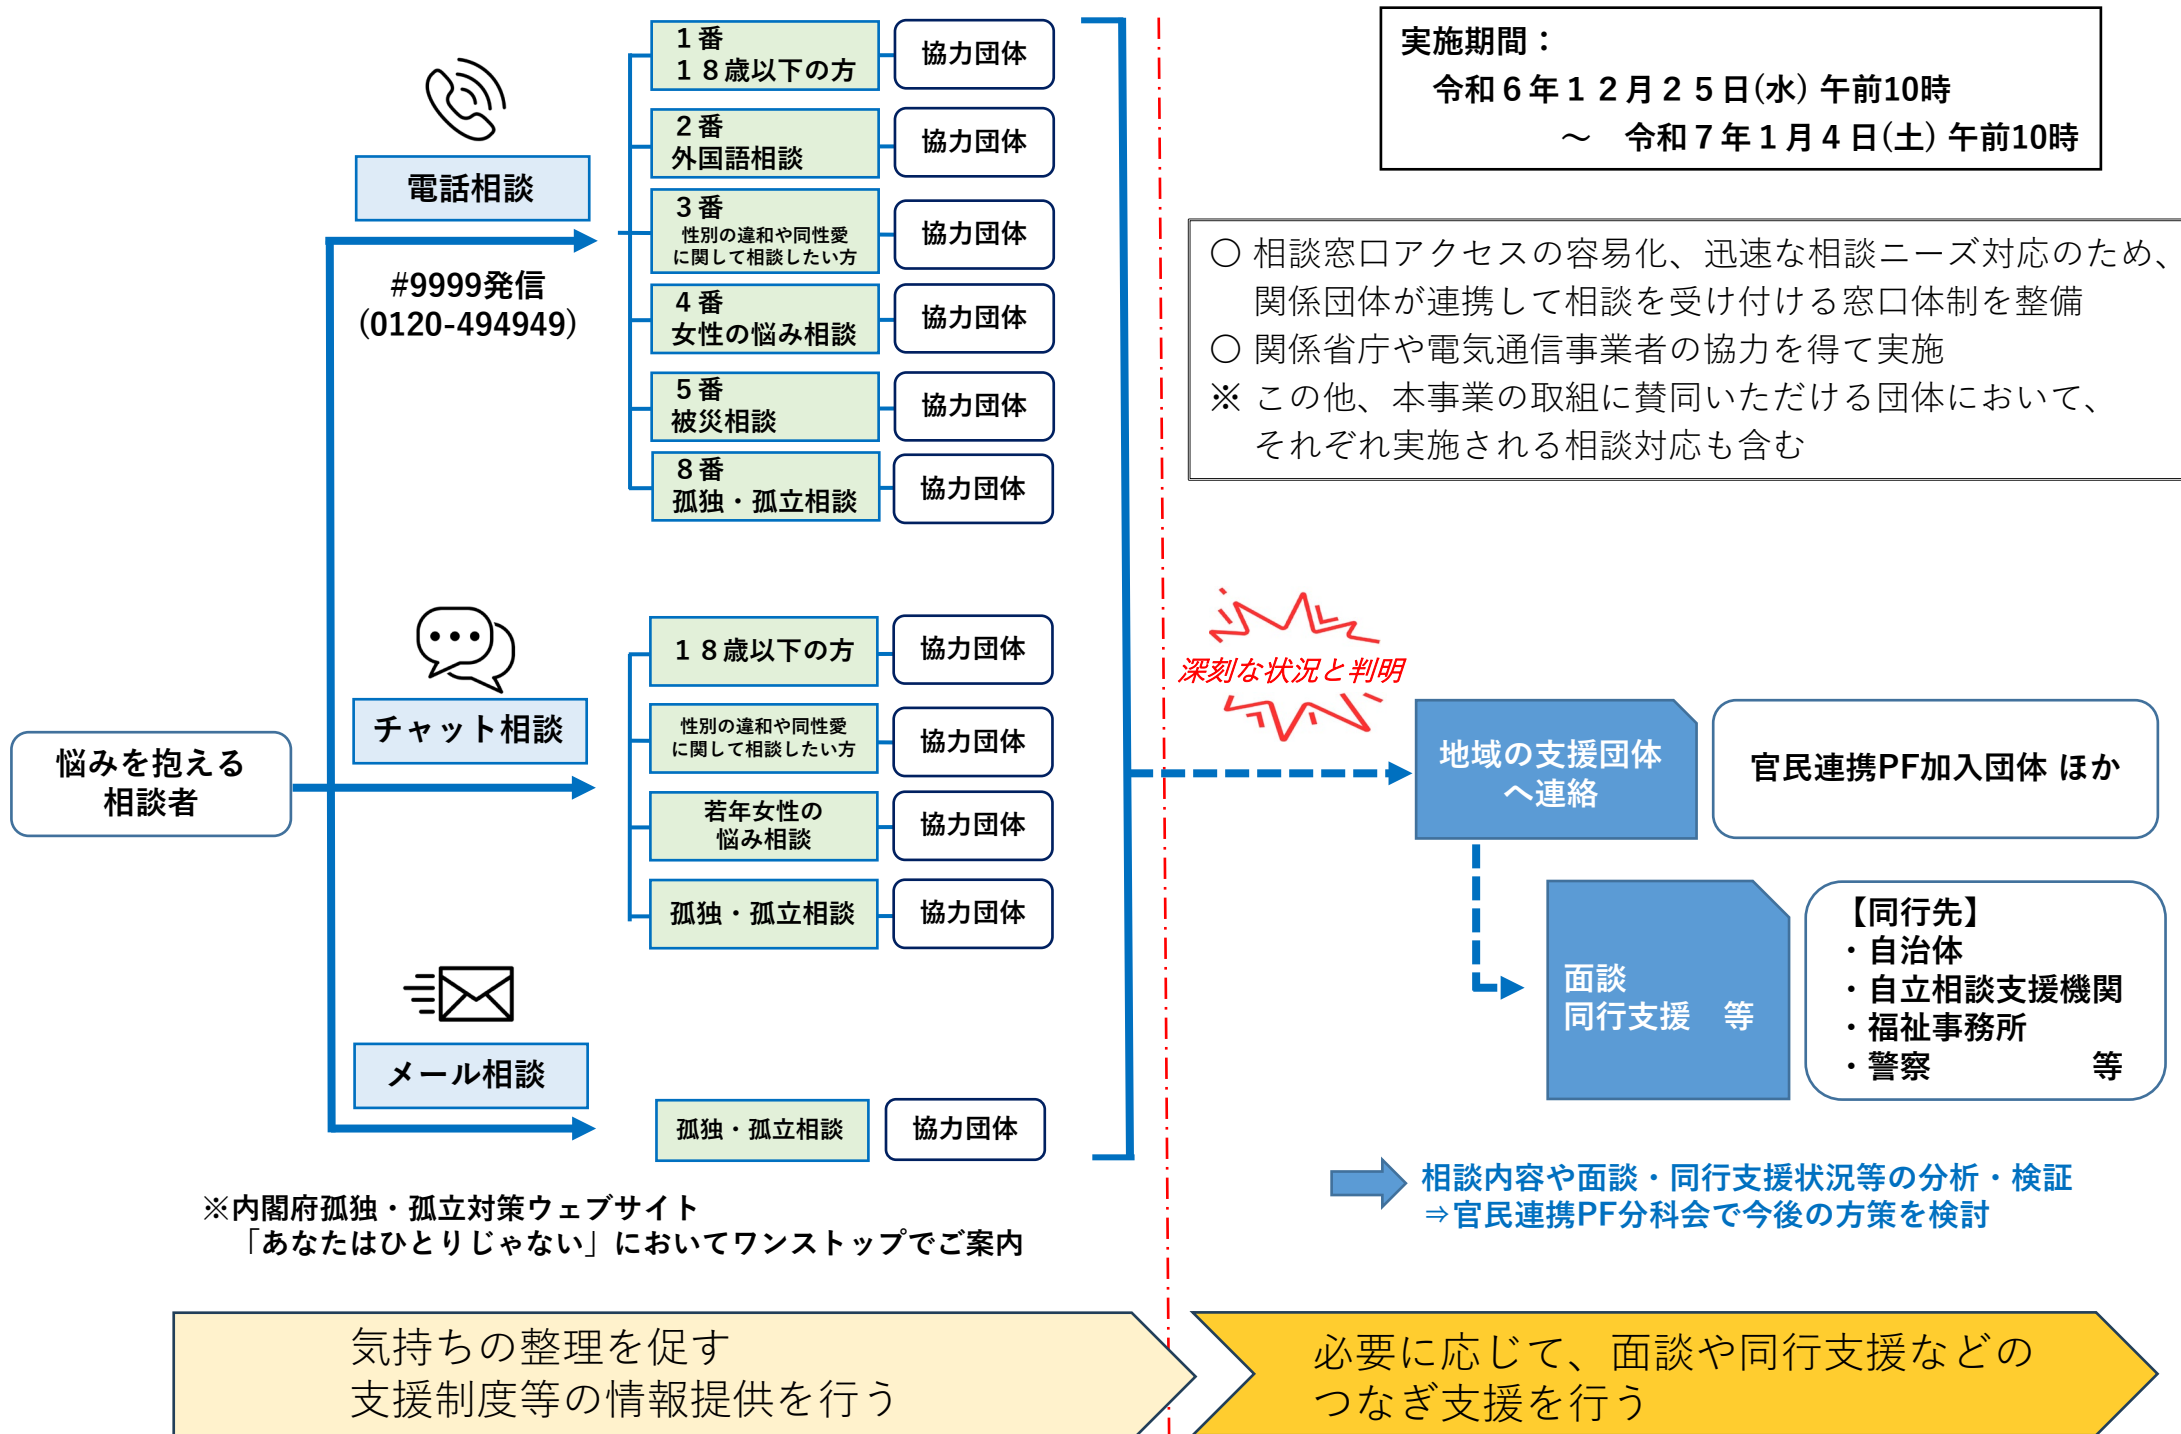 実施期間：
令和６年１２月２５日(水) 午前10時
～　令和７年１月４日(土) 午前10時
〇 相談窓口アクセスの容易化、迅速な相談ニーズ対応のため、
関係団体が連携して相談を受け付ける窓口体制を整備
〇 関係省庁や電気通信事業者の協力を得て実施
※ この他、本事業の取組に賛同いただける団体において、
それぞれ実施される相談対応も含む
悩みを抱える
相談者
電話相談
#9999発信
(0120-494949)
１番
１８歳以下の方
協力団体
２番
外国語相談
協力団体
３番
性別の違和や同性愛
に関して相談したい方
協力団体
４番
女性の悩み相談
協力団体
５番
被災相談
協力団体
８番
孤独・孤立相談
協力団体
チャット相談
１８歳以下の方
協力団体
性別の違和や同性愛
に関して相談したい方
協力団体
若年女性の
悩み相談
協力団体
孤独・孤立相談
協力団体
メール相談
孤独・孤立相談
協力団体
※内閣府孤独・孤立対策ウェブサイト
「あなたはひとりじゃない」においてワンストップでご案内
深刻な状況と判明
地域の支援団体
へ連絡
官民連携PF加入団体 ほか
面談
同行支援　等
【同行先】
・自治体
・自立相談支援機関
・福祉事務所
・警察　　　　　等
相談内容や面談・同行支援状況等の分析・検証
⇒官民連携PF分科会で今後の方策を検討
気持ちの整理を促す
支援制度等の情報提供を行う
必要に応じて、面談や同行支援などの
つなぎ支援を行う